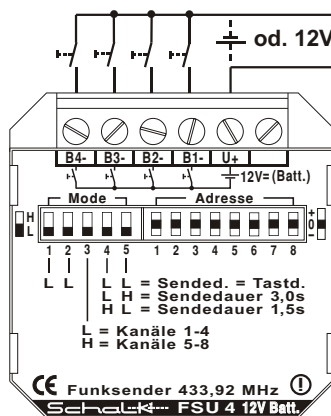 od. 12V
B4- B3- B2- B1- U+
12V= (Batt.)
Mode Adresse
H
L
+
0
-
1 2 3 4 5 1 2 3 4 5 6 7 8
L L L L = Sended. = Tastd.
L H = Sendedauer 3,0s
H L = Sendedauer 1,5s
L = Kanäle 1-4
H = Kanäle 5-8
CE Funksender 433,92 MHz
Schalk FSU 4 12V Batt.